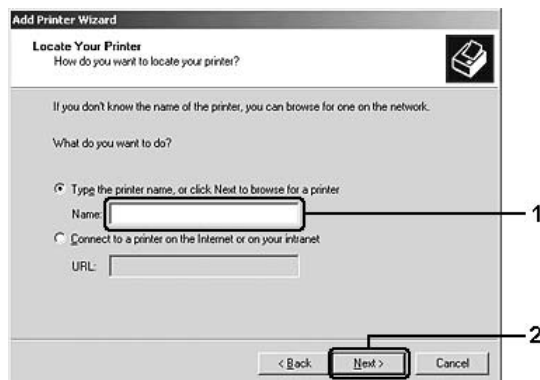 Add Printer Wizard
Locate Your Printer
How do you want to locate your printer?
If you don't know the name of the printer, you can browse for one on the network.
What do you want to do?
Type the printer name, or click Next to browse for a printer
Name:
1
Connect to a printer on the Internet or on your intranet
URL:
2
< Back Next > Cancel